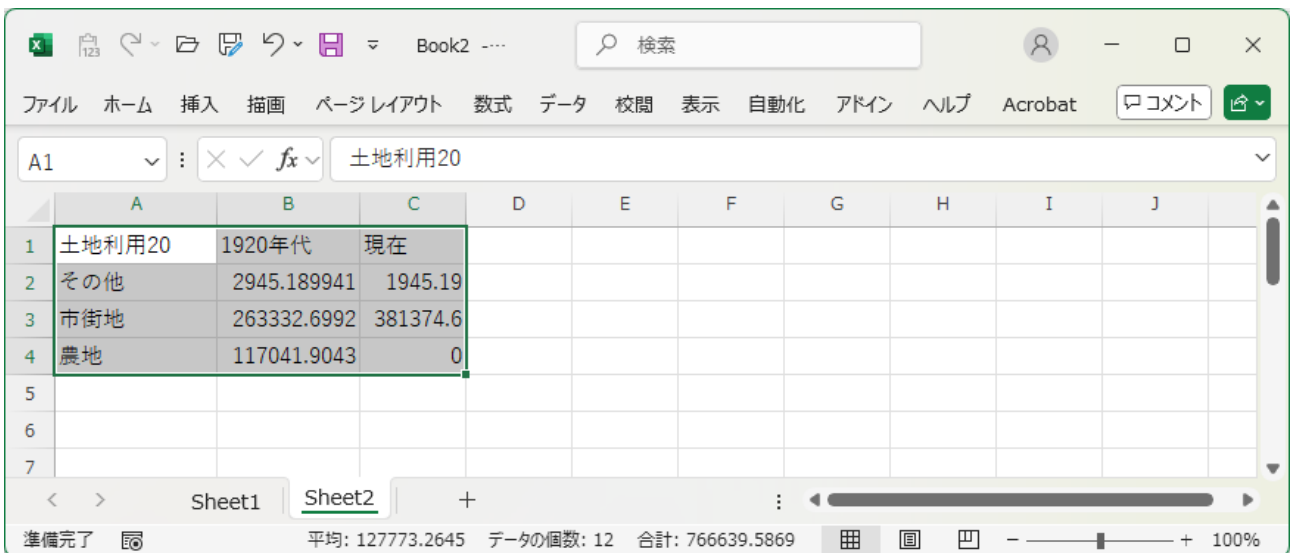 123 Book2 -… 検索
ファイル ホーム 挿入 描画 ページ レイアウト 数式 データ 校閲 表示 自動化 アドイン ヘルプ Acrobat コメント
A1 fx 土地利用20
A B C D E F G H I J
1 土地利用20 1920年代 現在
2 その他 2945.189941 1945.19
3 市街地 263332.6992 381374.6
4 農地 117041.9043 0
5
6
7
Sheet1 Sheet2 +
準備完了 平均: 127773.2645 データの個数: 12 合計: 766639.5869 - + 100%